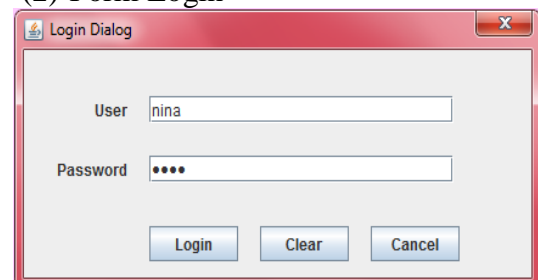 (2) Form Login
Login Dialog
User nina
Password ••••
Login Clear Cancel